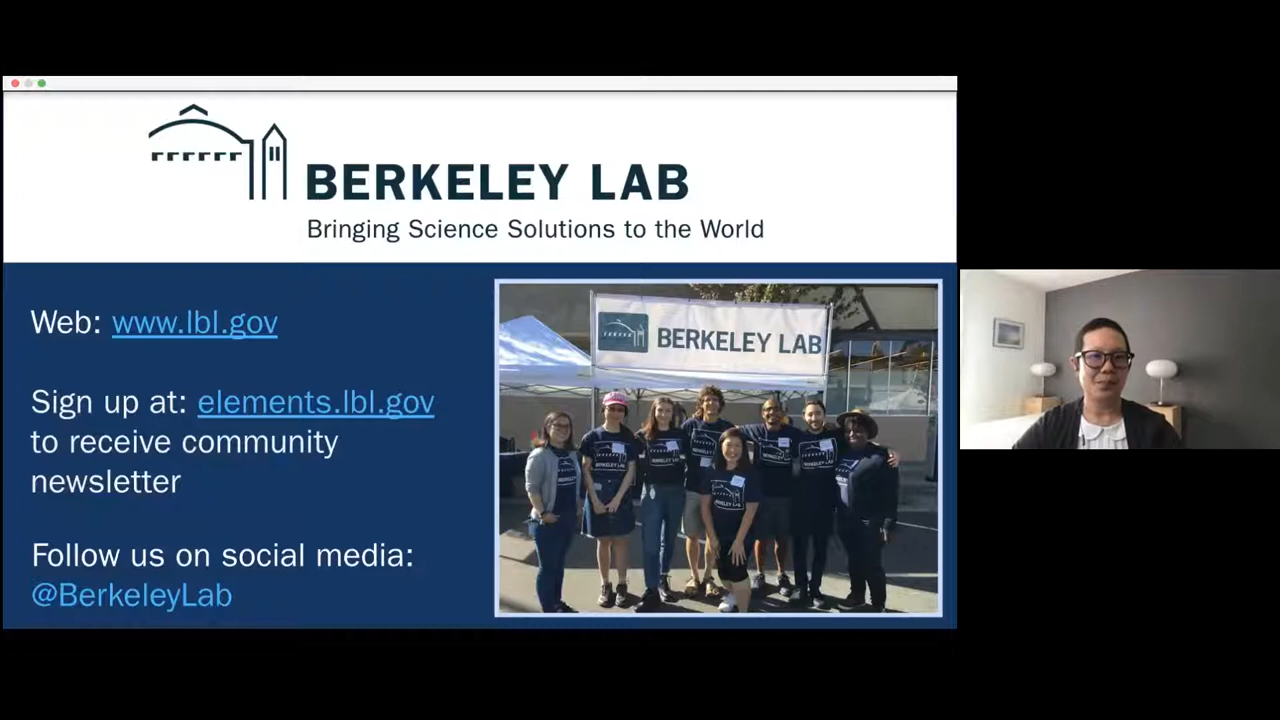 BERKELEY LAB
Bringing Science Solutions to the World
Web: www.lbl.gov
Sign up at: elements.lbl.gov
to receive community
newsletter
Follow us on social media:
@BerkeleyLab
BERKELEY LAB